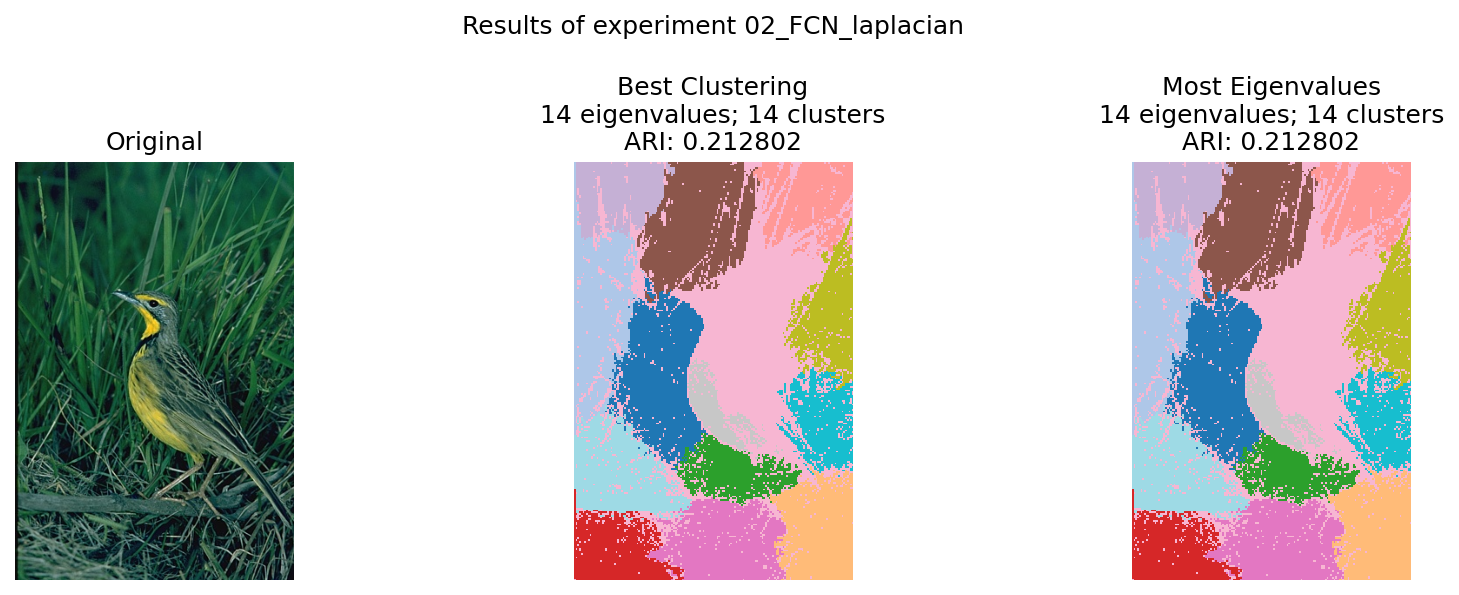 Results of experiment 02_FCN_laplacian
Original
Best Clustering
14 eigenvalues; 14 clusters
ARI: 0.212802
Most Eigenvalues
14 eigenvalues; 14 clusters
ARI: 0.212802